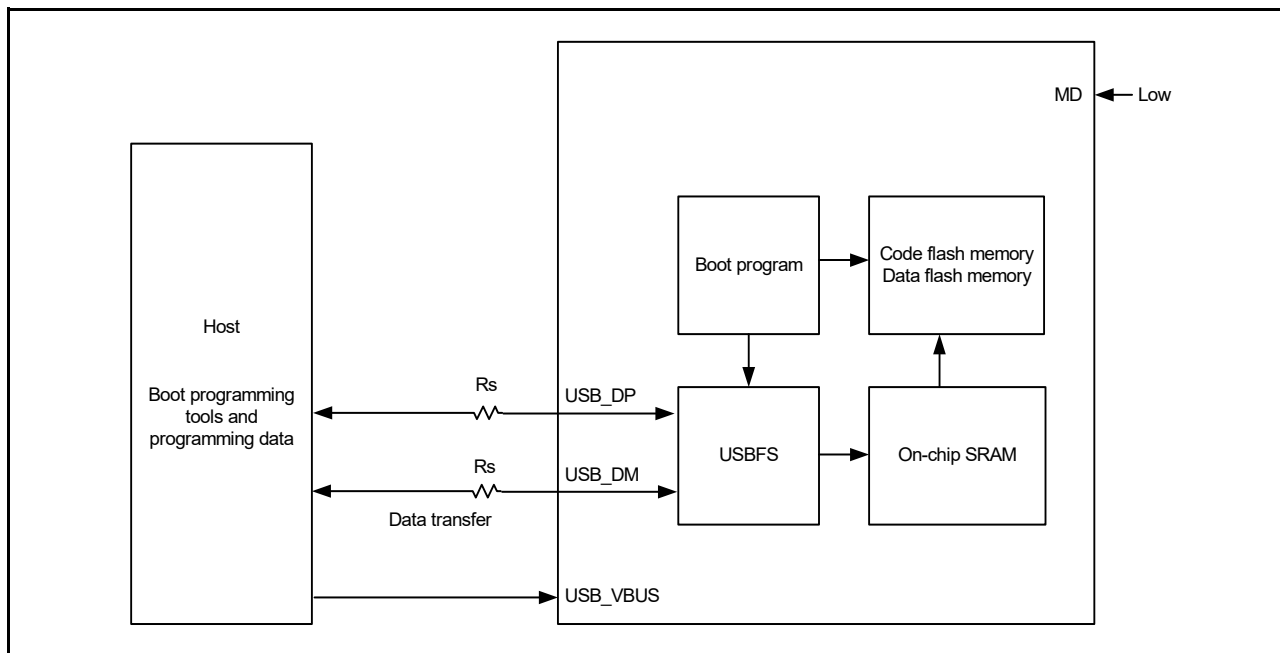 MD
Low
Host
Boot programming
tools and
programming data
Boot program
Code flash memory
Data flash memory
Rs
USB_DP
USBFS
On-chip SRAM
Rs
USB_DM
Data transfer
USB_VBUS